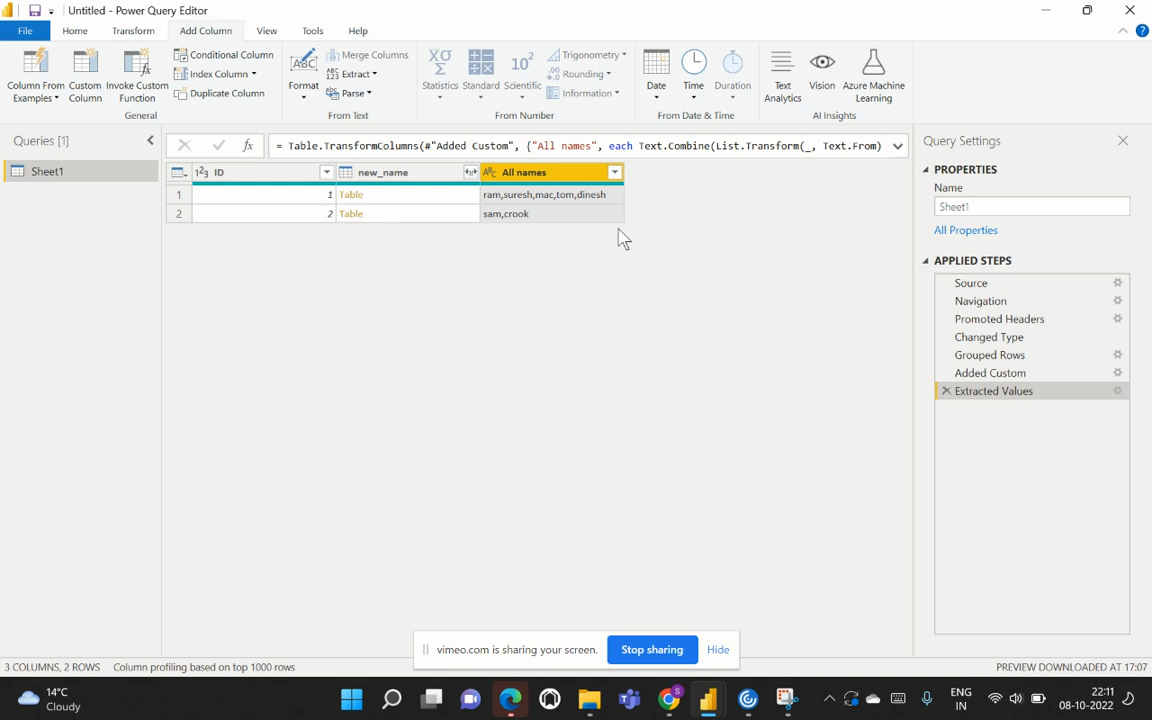 Untitled - Power Query Editor
File Home Transform Add Column View Tools Help
Column From Examples
Custom Column
Invoke Custom Function
Conditional Column
Index Column
Duplicate Column
General
Format
Merge Columns
Extract
Parse
From Text
Statistics
Standard
Scientific
Trigonometry
Rounding
Information
From Number
Date
Time
Duration
From Date & Time
Text Analytics
Vision
Azure Machine Learning
AI Insights
Queries [1]
Sheet1
= Table.TransformColumns(#"Added Custom", {"All names", each Text.Combine(List.Transform(_, Text.From)
ID new_name All names
1 1 Table ram,suresh,mac,tom,dinesh
2 2 Table sam,crook
Query Settings
PROPERTIES
Name
Sheet1
All Properties
APPLIED STEPS
Source
Navigation
Promoted Headers
Changed Type
Grouped Rows
Added Custom
Extracted Values
vimeo.com is sharing your screen. Stop sharing Hide
3 COLUMNS, 2 ROWS Column profiling based on top 1000 rows
PREVIEW DOWNLOADED AT 17:07
14°C
Cloudy
ENG
IN
22:11
08-10-2022